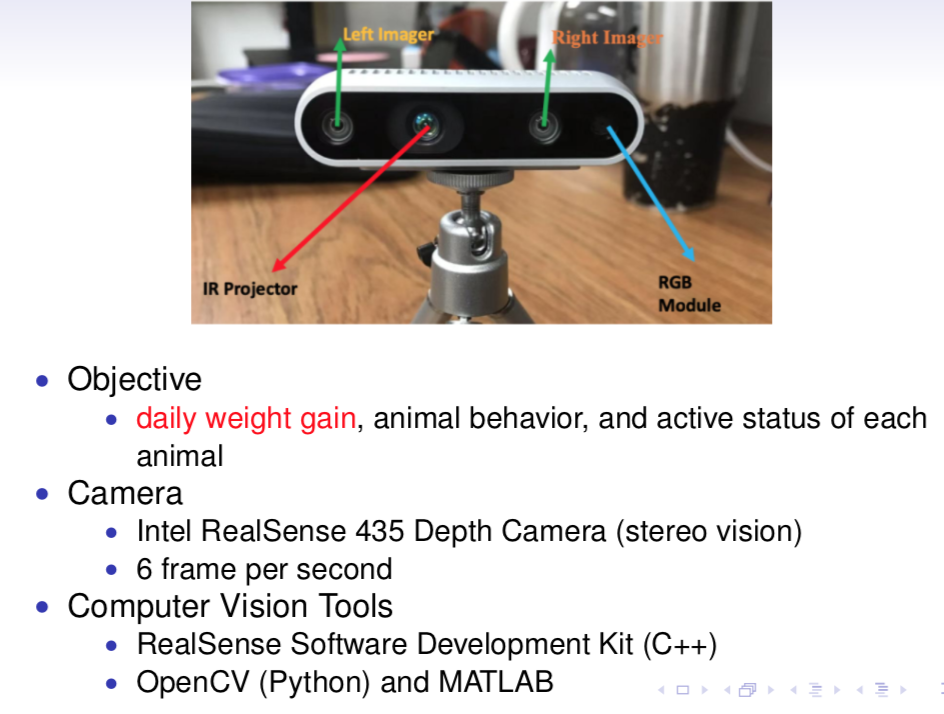 Left Imager
Right Imager
IR Projector
RGB
Module
• Objective
• daily weight gain, animal behavior, and active status of each
animal
• Camera
• Intel RealSense 435 Depth Camera (stereo vision)
• 6 frame per second
• Computer Vision Tools
• RealSense Software Development Kit (C++)
• OpenCV (Python) and MATLAB